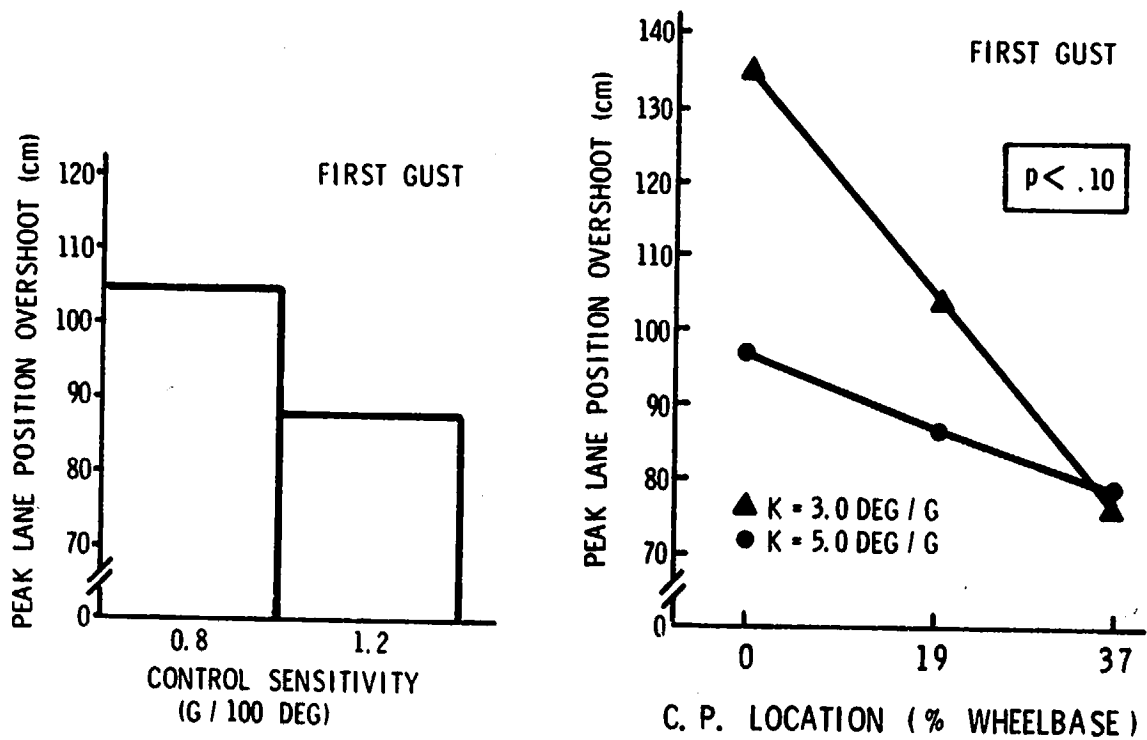 PEAK LANE POSITION OVERSHOOT (cm)
120
110
100
90
80
70
0
FIRST GUST
0.8 1.2
CONTROL SENSITIVITY
(G / 100 DEG)
PEAK LANE POSITION OVERSHOOT (cm)
140
130
120
110
100
90
80
70
0
FIRST GUST
p < .10
K = 3.0 DEG / G
K = 5.0 DEG / G
0 19 37
C. P. LOCATION ( % WHEELBASE )